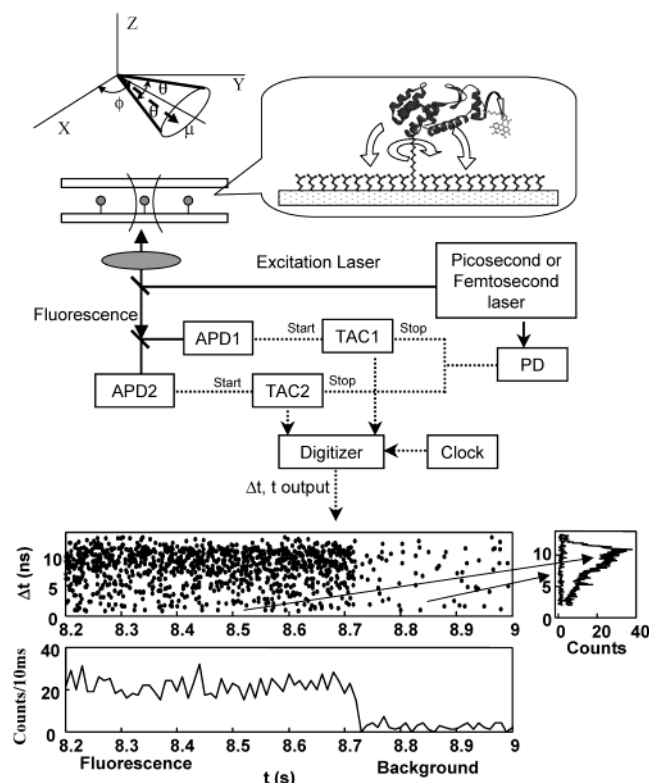 Z
Y
X
ϕ
θ
θ
μ
Excitation Laser
Picosecond or
Femtosecond
laser
Fluorescence
APD1
Start
TAC1
Stop
PD
APD2
Start
TAC2
Stop
Digitizer
Clock
Δt, t output
Δt (ns)
10
5
0
8.2 8.3 8.4 8.5 8.6 8.7 8.8 8.9 9
10
5
0
0 20 40
Counts
Counts/10ms
40
20
0
8.2 8.3 8.4 8.5 8.6 8.7 8.8 8.9 9
Fluorescence
Background
t (s)